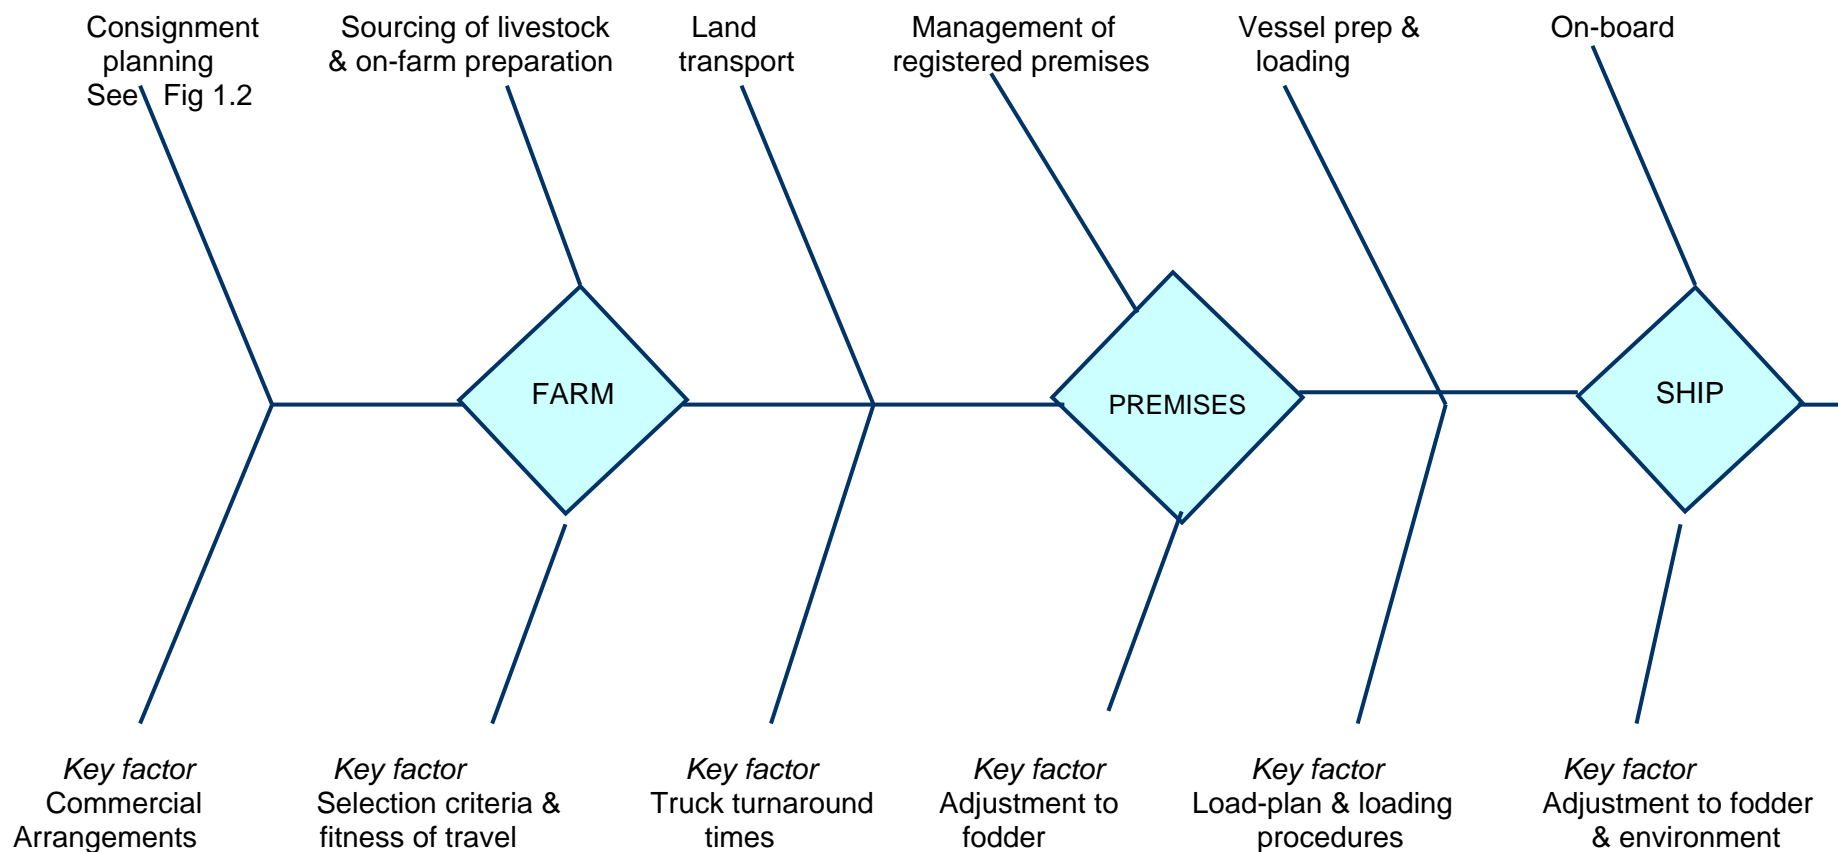 Consignment
planning
See Fig 1.2
Sourcing of livestock
& on-farm preparation
Land
transport
Management of
registered premises
Vessel prep &
loading
On-board
FARM
PREMISES
SHIP
Key factor
Commercial
Arrangements
Key factor
Selection criteria &
fitness of travel
Key factor
Truck turnaround
times
Key factor
Adjustment to
fodder
Key factor
Load-plan & loading
procedures
Key factor
Adjustment to fodder
& environment